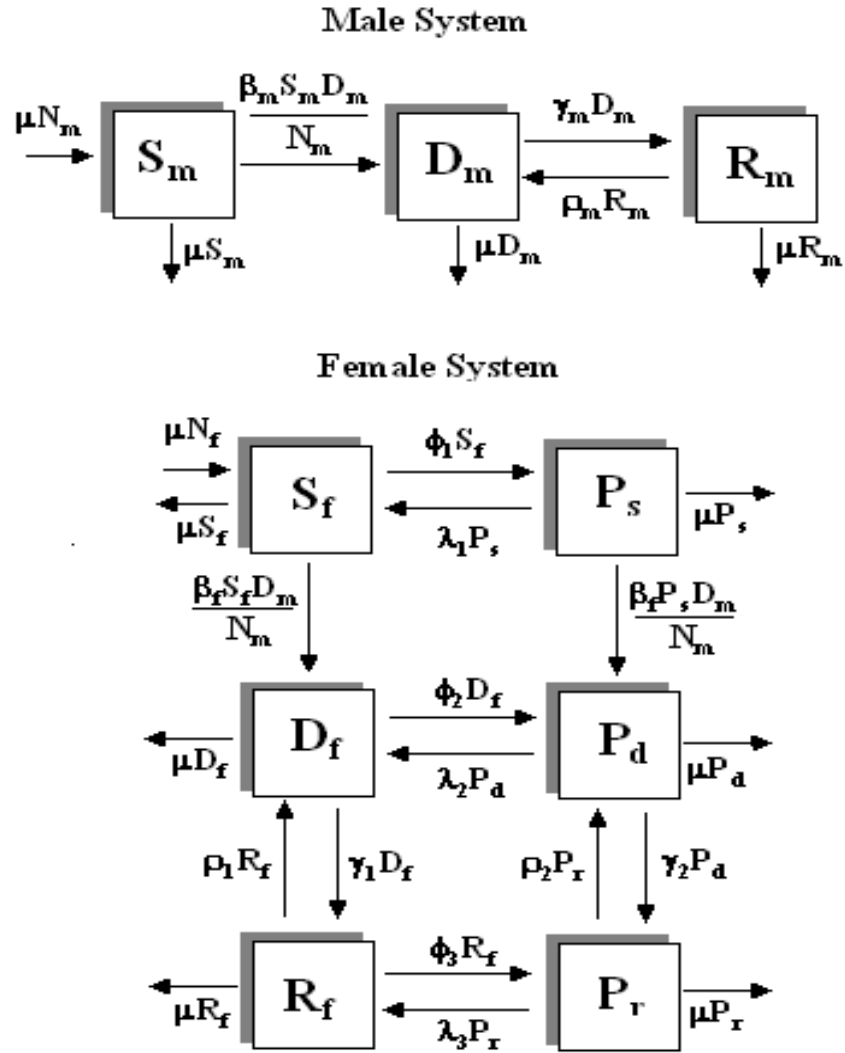 Male System
μN_m
S_m
β_m S_m D_m
N_m
D_m
γ_m D_m
ρ_m R_m
R_m
μS_m
μD_m
μR_m
Female System
μN_f
μS_f
S_f
ϕ_1 S_f
λ_1 P_s
P_s
μP_s
β_f S_f D_m
N_m
β_f P_s D_m
N_m
μD_f
D_f
ϕ_2 D_f
λ_2 P_d
P_d
μP_d
ρ_1 R_f
γ_1 D_f
ρ_2 P_r
γ_2 P_d
μR_f
R_f
ϕ_3 R_f
λ_3 P_r
P_r
μP_r